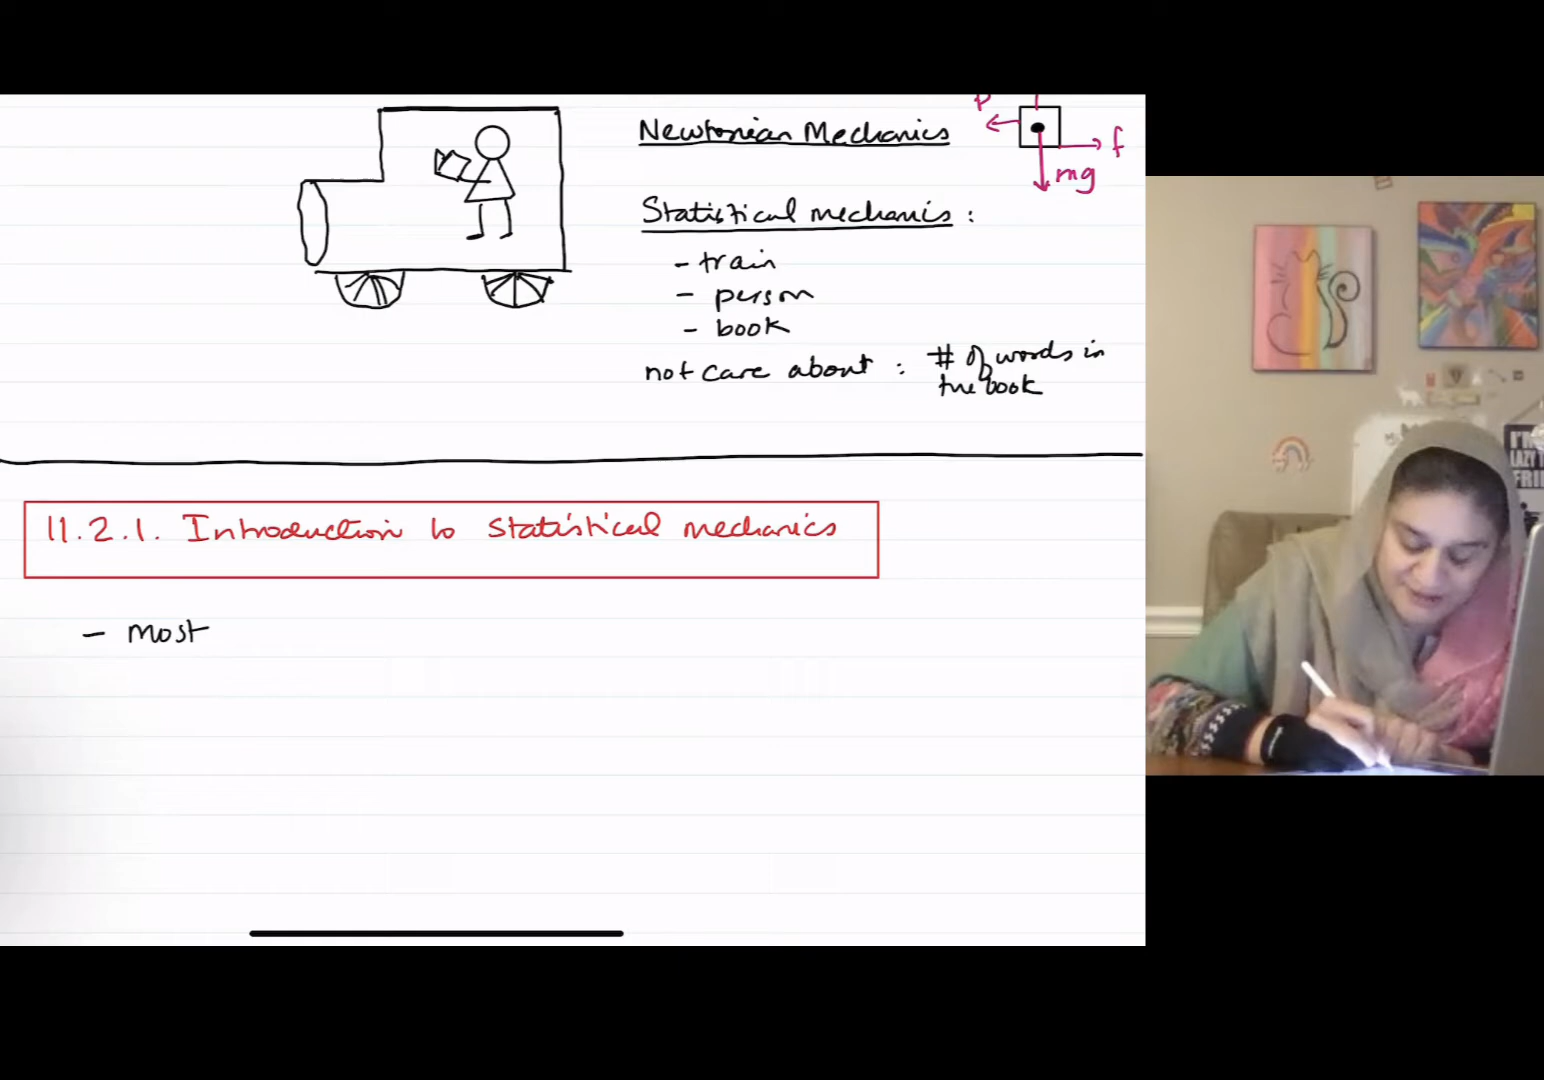 Newtonian Mechanics
P
f
mg
Statistical mechanics :
- train
- person
- book
not care about : # of words in
the book
11.2.1. Introduction to statistical mechanics
- most
I'M
LAZY